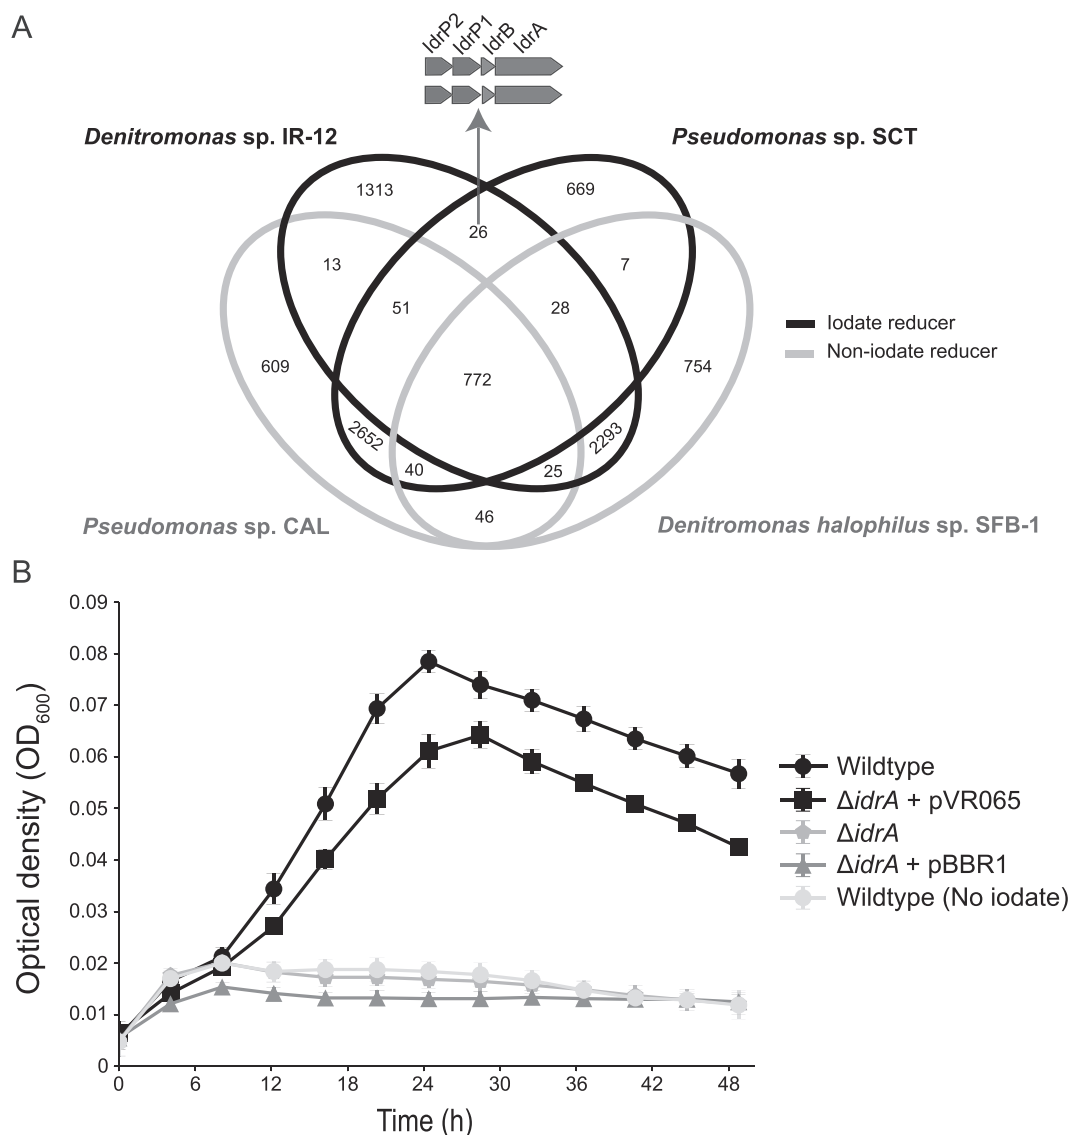 A
IdrP2 IdrP1 IdrB IdrA
Denitromonas sp. IR-12
Pseudomonas sp. SCT
1313
669
26
13
7
51
28
609
772
754
2652
2293
40
25
46
Iodate reducer
Non-iodate reducer
Pseudomonas sp. CAL
Denitromonas halophilus sp. SFB-1
B
Optical density (OD600)
0.09
0.08
0.07
0.06
0.05
0.04
0.03
0.02
0.01
0
0 6 12 18 24 30 36 42 48
Time (h)
Wildtype
ΔidrA + pVR065
ΔidrA
ΔidrA + pBBR1
Wildtype (No iodate)